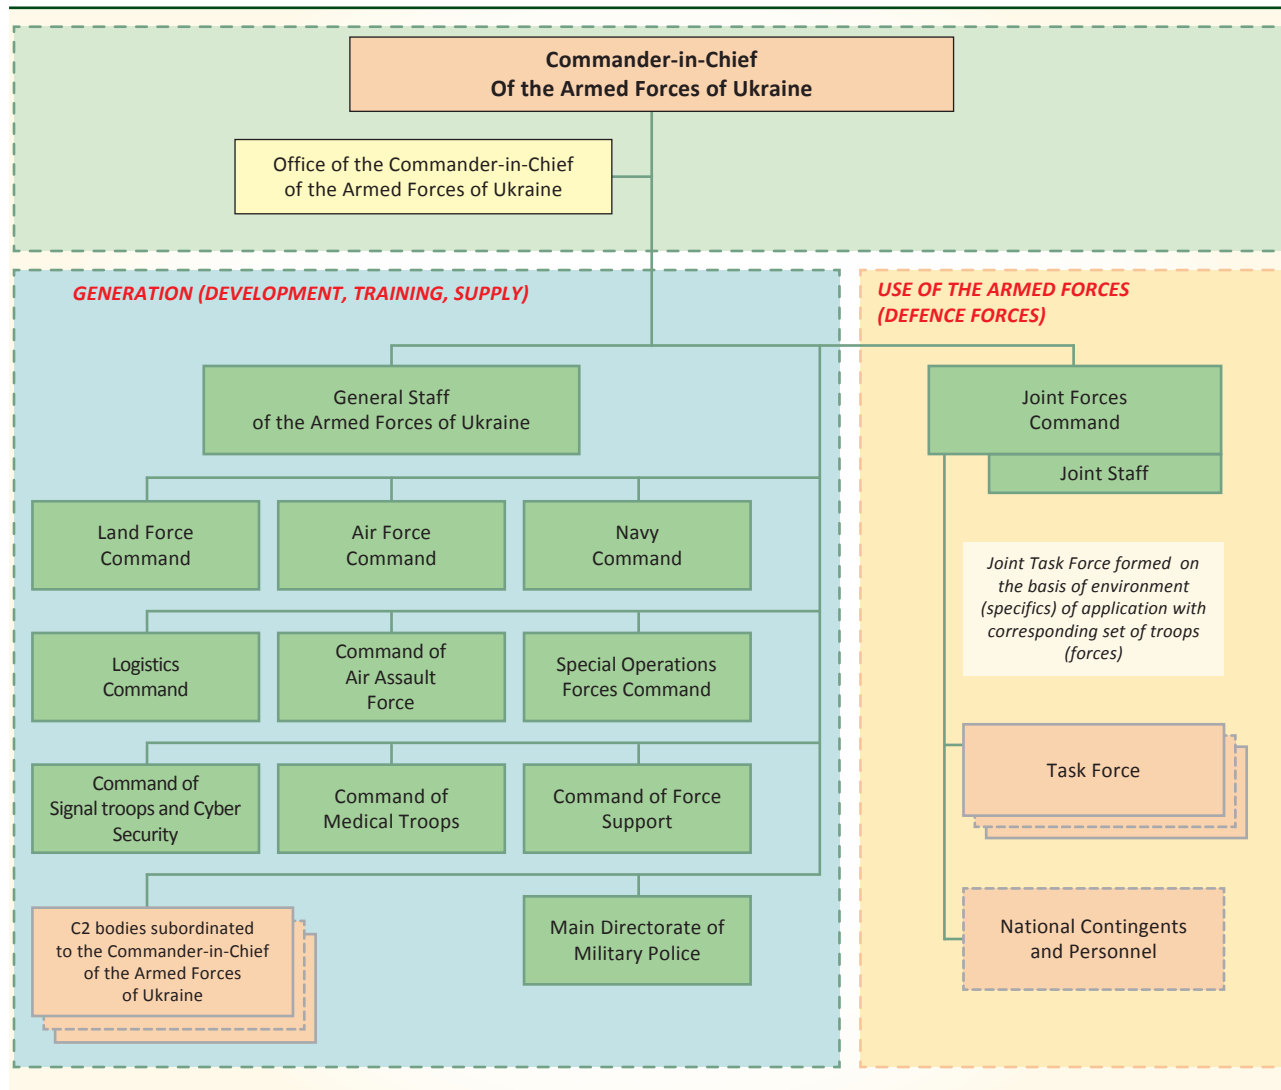 Commander-in-Chief
Of the Armed Forces of Ukraine
Office of the Commander-in-Chief
of the Armed Forces of Ukraine
GENERATION (DEVELOPMENT, TRAINING, SUPPLY)
USE OF THE ARMED FORCES
(DEFENCE FORCES)
General Staff
of the Armed Forces of Ukraine
Joint Forces
Command
Joint Staff
Land Force
Command
Air Force
Command
Navy
Command
Joint Task Force formed on
the basis of environment
(specifics) of application with
corresponding set of troops
(forces)
Logistics
Command
Command of
Air Assault
Force
Special Operations
Forces Command
Command of
Signal troops and Cyber
Security
Command of
Medical Troops
Command of Force
Support
Task Force
C2 bodies subordinated
to the Commander-in-Chief
of the Armed Forces
of Ukraine
Main Directorate of
Military Police
National Contingents
and Personnel